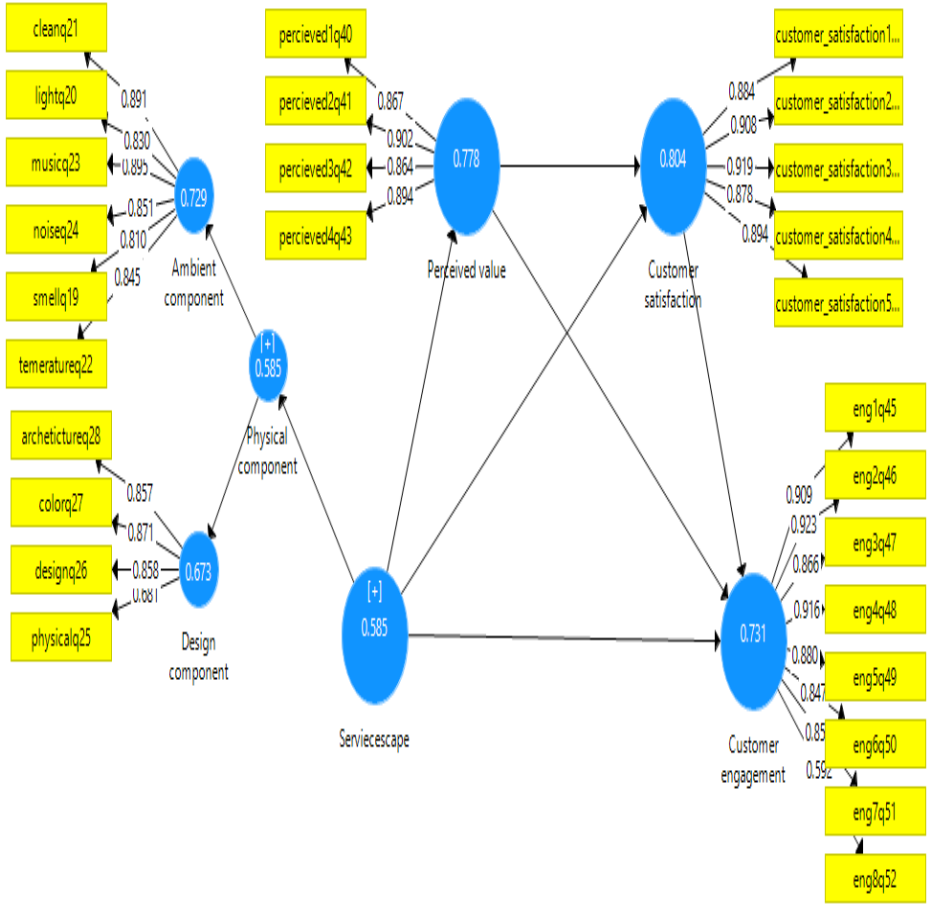 cleanq21
lightq20
musicq23
noiseq24
smellq19
temeratureq22
0.891
0.830
0.895
0.851
0.810
0.845
0.729
Ambient
component
archetictureq28
colorq27
designq26
physicalq25
0.857
0.871
0.858
0.681
0.673
Design
component
[+]
0.585
Physical
component
percieved1q40
percieved2q41
percieved3q42
percieved4q43
0.867
0.902
0.864
0.894
0.778
Perceived value
0.804
Customer
satisfaction
0.884
0.908
0.919
0.878
0.894
customer_satisfaction1...
customer_satisfaction2...
customer_satisfaction3...
customer_satisfaction4...
customer_satisfaction5...
[+]
0.585
Serviecescape
0.731
Customer
engagement
0.909
0.923
0.866
0.916
0.880
0.847
0.592
eng1q45
eng2q46
eng3q47
eng4q48
eng5q49
eng6q50
eng7q51
eng8q52